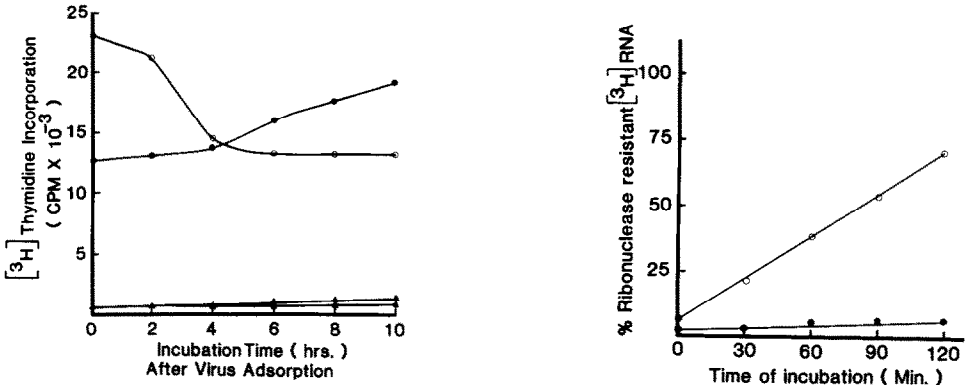 [³H] Thymidine Incorporation
( CPM X 10⁻³)
25
20
15
10
5
0 2 4 6 8 10
Incubation Time ( hrs. )
After Virus Adsorption
% Ribonuclease resistant [³H] RNA
100
75
50
25
0 30 60 90 120
Time of incubation ( Min. )